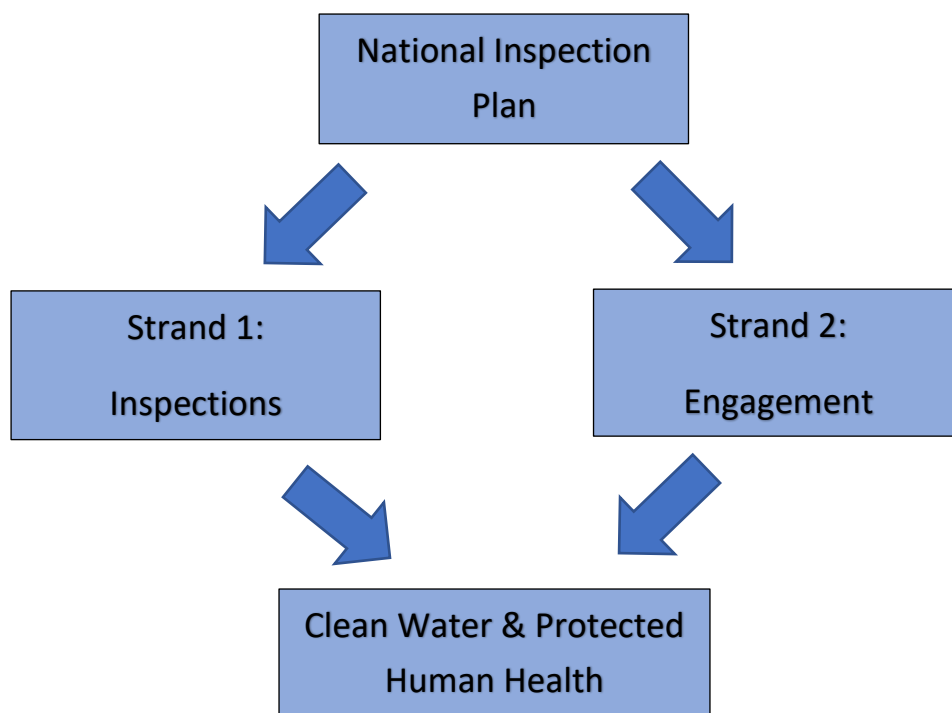 National Inspection
Plan
Strand 1:
Inspections
Strand 2:
Engagement
Clean Water & Protected
Human Health